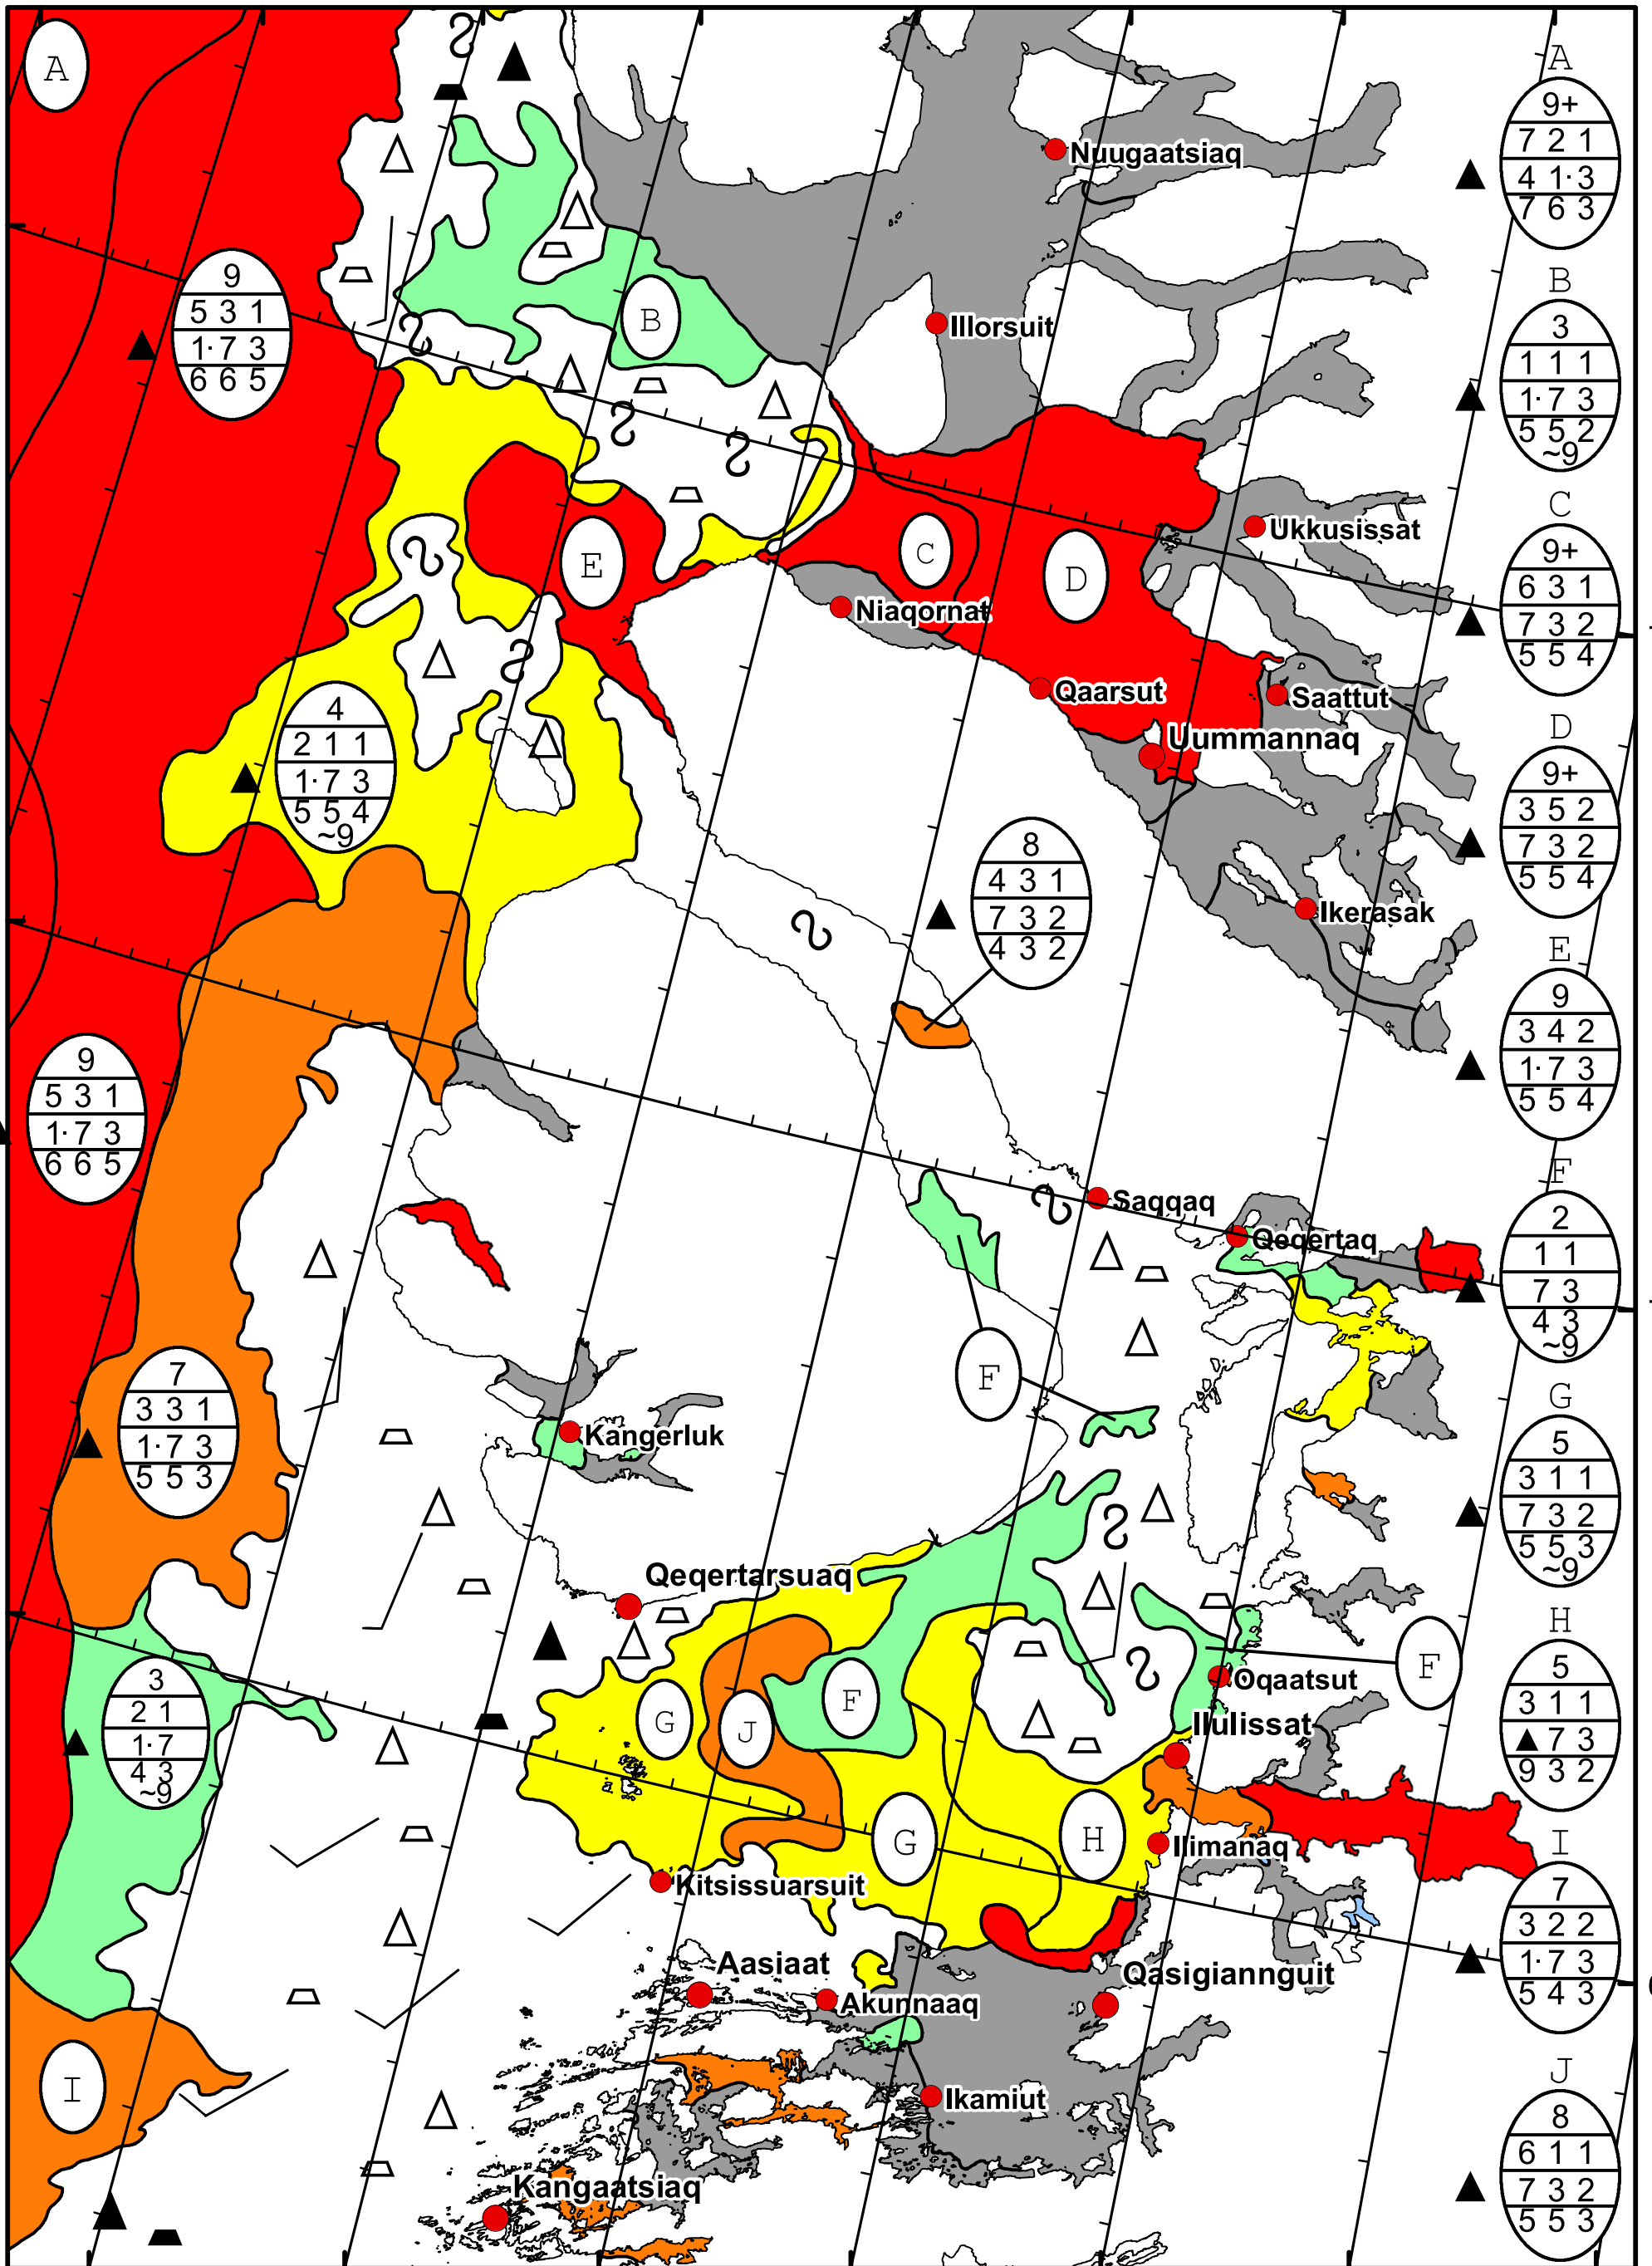 A
9
5 3 1
1· 7 3
6 6 5
B
Nuugaatsiaq
Illorsuit
Ukkusissat
E
C
D
Niaqornat
Qaarsut
Saattut
Uummannaq
4
2 1 1
1· 7 3
5 5 4
~9
8
4 3 1
7 3 2
4 3 2
Ikerasak
9
5 3 1
1· 7 3
6 6 5
Saqqaq
Qeqertaq
7
3 3 1
1· 7 3
5 5 3
F
Kangerluk
Qeqertarsuaq
3
2 1
1· 7
4 3
~9
G
J
F
F
Oqaatsut
Ilulissat
G
H
Ilimanaq
Kitsissuarsuit
Aasiaat
Akunnaaq
Qasigiannguit
I
Ikamiut
Kangaatsiaq
A
9+
7 2 1
4 1· 3
7 6 3
B
3
1 1 1
1· 7 3
5 5 2
~9
C
9+
6 3 1
7 3 2
5 5 4
D
9+
3 5 2
7 3 2
5 5 4
E
9
3 4 2
1· 7 3
5 5 4
F
2
1 1
7 3
4 3
~9
G
5
3 1 1
7 3 2
5 5 3
~9
H
5
3 1 1
▲ 7 3
9 3 2
I
7
3 2 2
1· 7 3
5 4 3
J
8
6 1 1
7 3 2
5 5 3